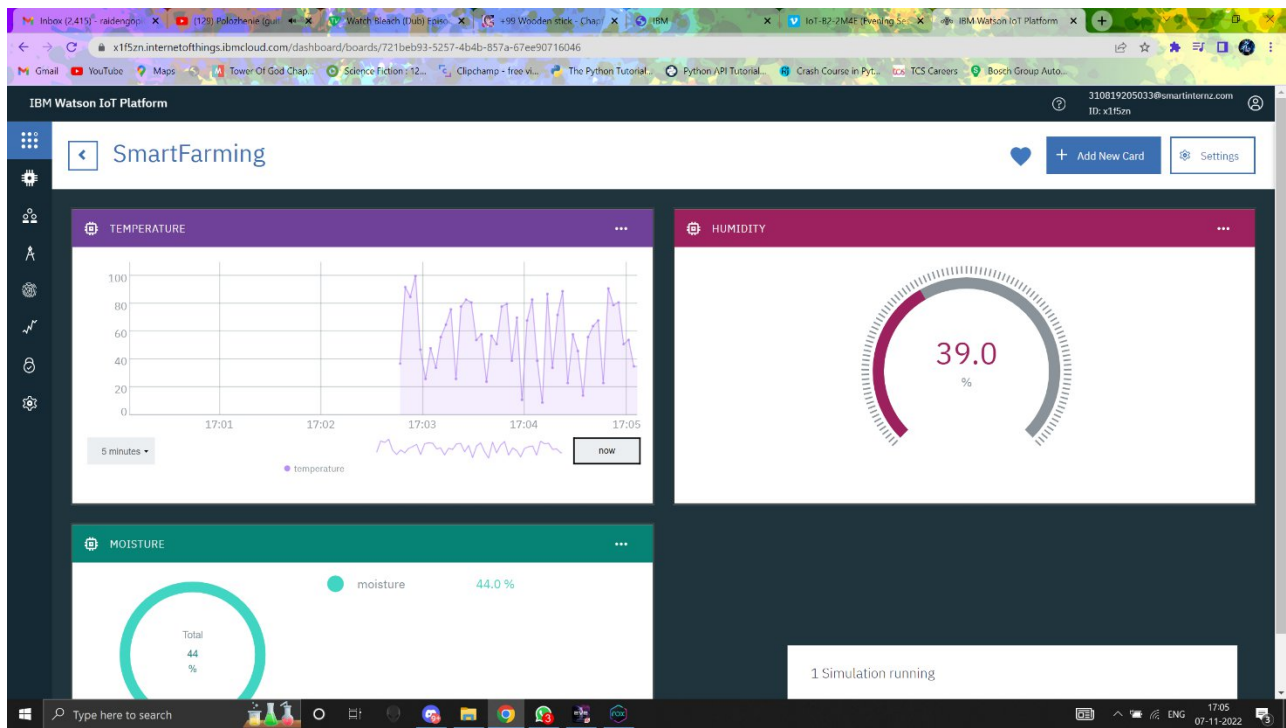 Inbox (2,415) - raidengop
(129) Polozhenie (gui
Watch Bleach (Dub) Episo
+99 Wooden stick - Chap
IBM
IoT-B2-2M4E (Evening Se
IBM Watson IoT Platform
x1f5zn.internetofthings.ibmcloud.com/dashboard/boards/721beb93-5257-4b4b-857a-67ee90716046
Gmail
YouTube
Maps
Tower Of God Chap...
Science Fiction : 12...
Clipchamp - free vi...
The Python Tutorial...
Python API Tutorial...
Crash Course in Pyt...
TCS Careers
Bosch Group Auto...
IBM Watson IoT Platform
310819205033@smartinternz.com
ID: x1f5zn
SmartFarming
+ Add New Card
Settings
TEMPERATURE
100
80
60
40
20
0
17:01 17:02 17:03 17:04 17:05
5 minutes
now
temperature
HUMIDITY
39.0
%
MOISTURE
moisture 44.0 %
Total
44
%
1 Simulation running
Type here to search
ENG
17:05
07-11-2022